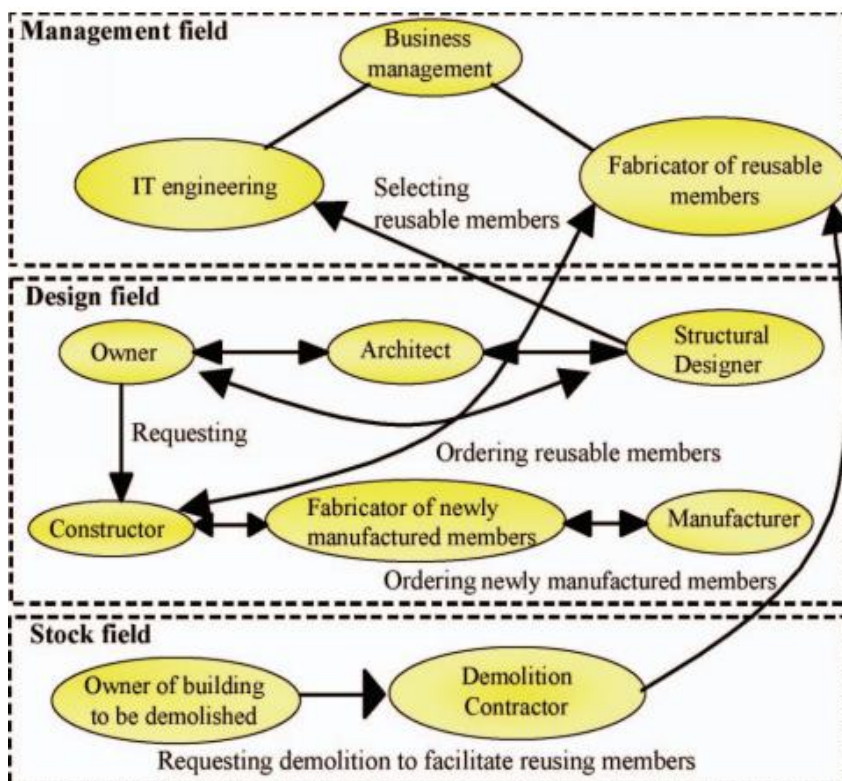 Management field
Business
management
IT engineering
Fabricator of reusable
members
Selecting
reusable members
Design field
Owner
Architect
Structural
Designer
Requesting
Ordering reusable members
Constructor
Fabricator of newly
manufactured members
Manufacturer
Ordering newly manufactured members
Stock field
Owner of building
to be demolished
Demolition
Contractor
Requesting demolition to facilitate reusing members